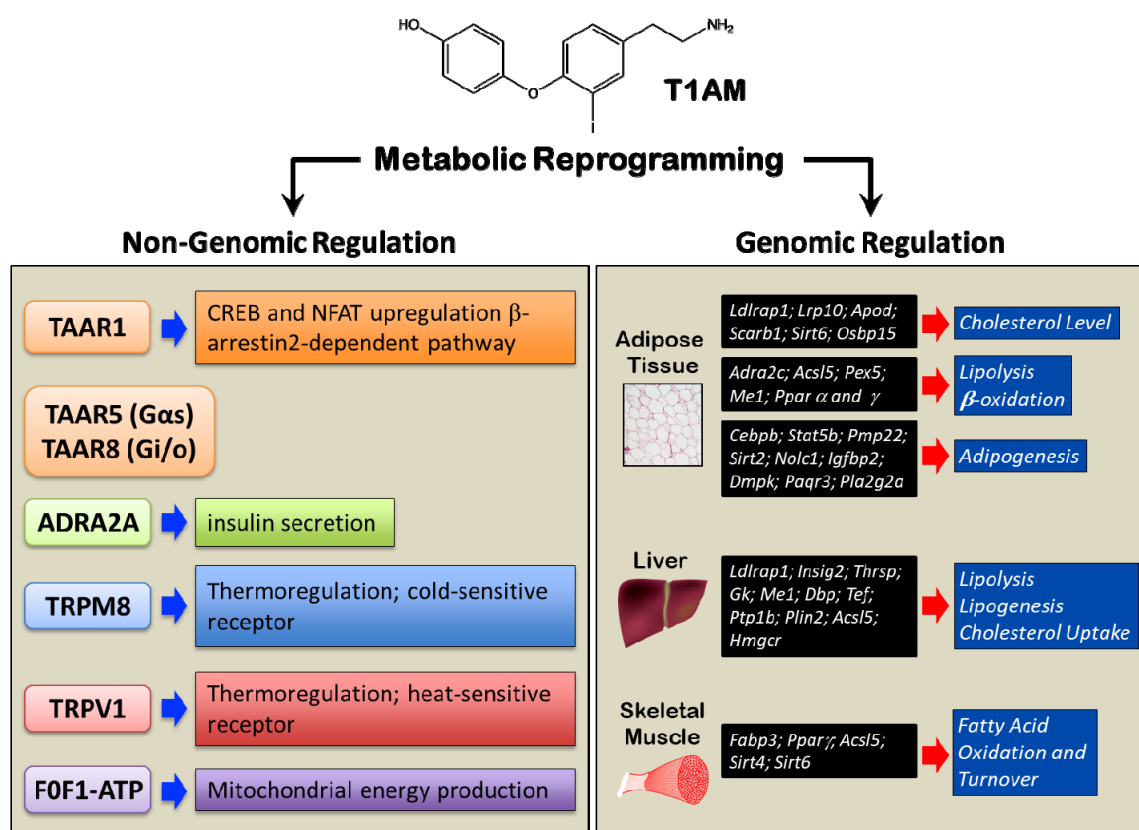 HO
NH₂
O
I
T1AM
Metabolic Reprogramming
Non-Genomic Regulation
TAAR1
CREB and NFAT upregulation β-
arrestin2-dependent pathway
TAAR5 (Gαs)
TAAR8 (Gi/o)
ADRA2A
insulin secretion
TRPM8
Thermoregulation; cold-sensitive
receptor
TRPV1
Thermoregulation; heat-sensitive
receptor
F0F1-ATP
Mitochondrial energy production
Genomic Regulation
Adipose
Tissue
Ldlrap1; Lrp10; Apod;
Scarb1; Sirt6; Osbp15
Cholesterol Level
Adra2c; Acsl5; Pex5;
Me1; Ppar α and γ
Lipolysis
β-oxidation
Cebpb; Stat5b; Pmp22;
Sirt2; Nolc1; Igfbp2;
Dmpk; Paqr3; Pla2g2a
Adipogenesis
Liver
Ldlrap1; Insig2; Thrsp;
Gk; Me1; Dbp; Tef;
Ptp1b; Plin2; Acsl5;
Hmgcr
Lipolysis
Lipogenesis
Cholesterol Uptake
Skeletal
Muscle
Fabp3; Pparγ; Acsl5;
Sirt4; Sirt6
Fatty Acid
Oxidation and
Turnover